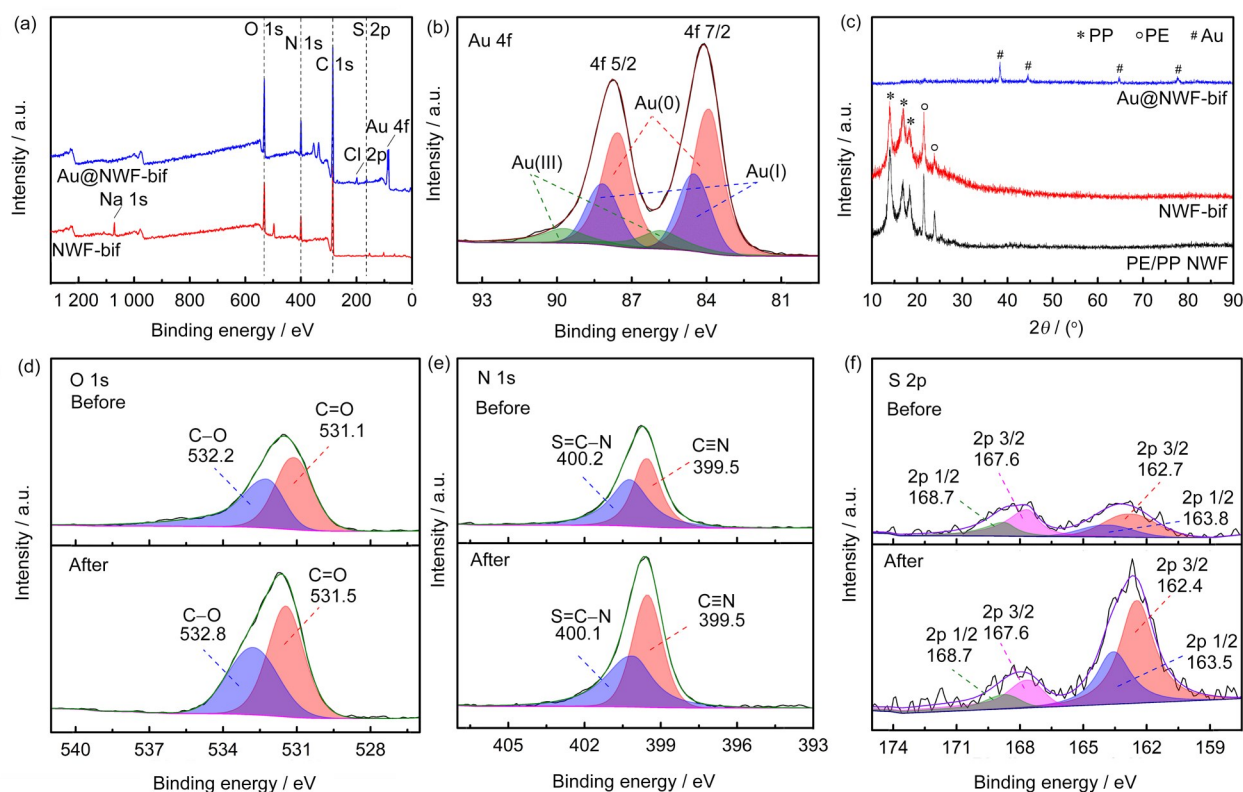 (a)
O 1s
S 2p
N 1s
C 1s
Au 4f
Cl 2p
Au@NWF-bif
Na 1s
NWF-bif
Intensity / a.u.
1 200 1 000 800 600 400 200 0
Binding energy / eV
(b)
Au 4f
4f 7/2
4f 5/2
Au(0)
Au(III)
Au(I)
Intensity / a.u.
93 90 87 84 81
Binding energy / eV
(c)
* PP ○ PE # Au
# # # #
Au@NWF-bif
* * * ○ ○
NWF-bif
PE/PP NWF
Intensity / a.u.
10 20 30 40 50 60 70 80 90
2θ / (°)
(d)
O 1s
Before
C=O
531.1
C–O
532.2
After
C=O
531.5
C–O
532.8
Intensity / a.u.
540 537 534 531 528
Binding energy / eV
(e)
N 1s
Before
S=C–N
400.2
C≡N
399.5
After
S=C–N
400.1
C≡N
399.5
Intensity / a.u.
405 402 399 396 393
Binding energy / eV
(f)
S 2p
Before
2p 3/2
167.6
2p 1/2
168.7
2p 3/2
162.7
2p 1/2
163.8
After
2p 3/2
162.4
2p 3/2
167.6
2p 1/2
168.7
2p 1/2
163.5
Intensity / a.u.
174 171 168 165 162 159
Binding energy / eV